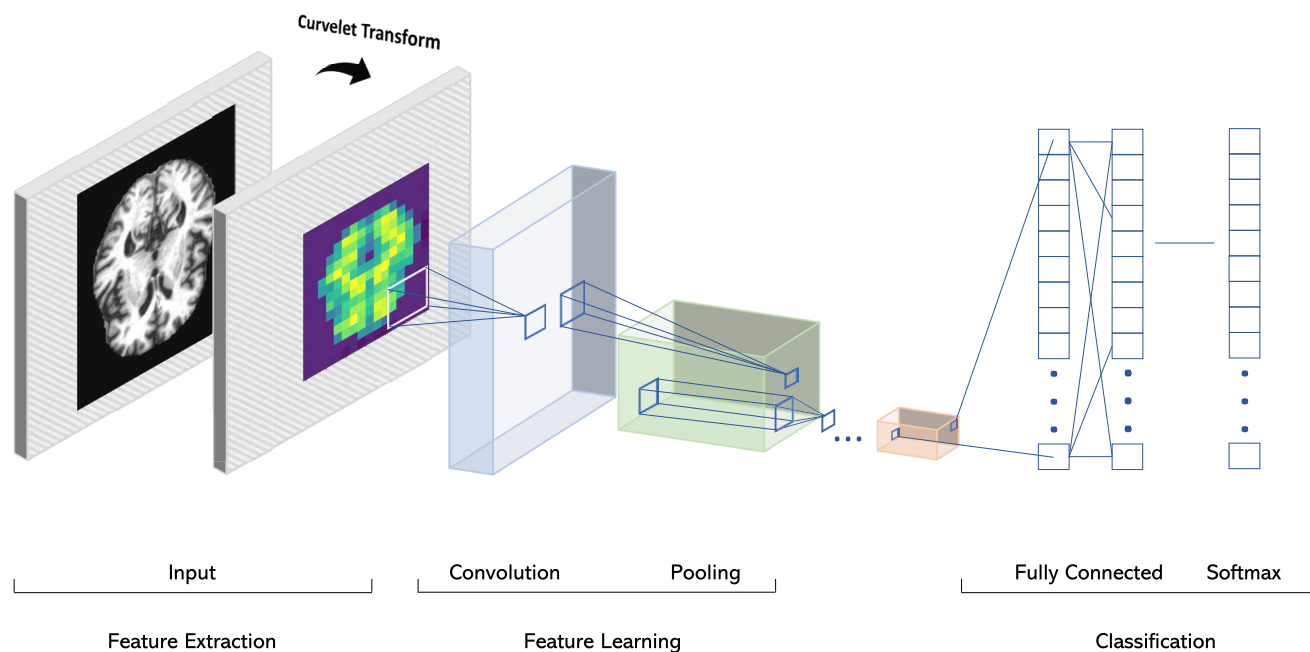 Curvelet Transform
Input
Convolution
Pooling
Fully Connected
Softmax
Feature Extraction
Feature Learning
Classification